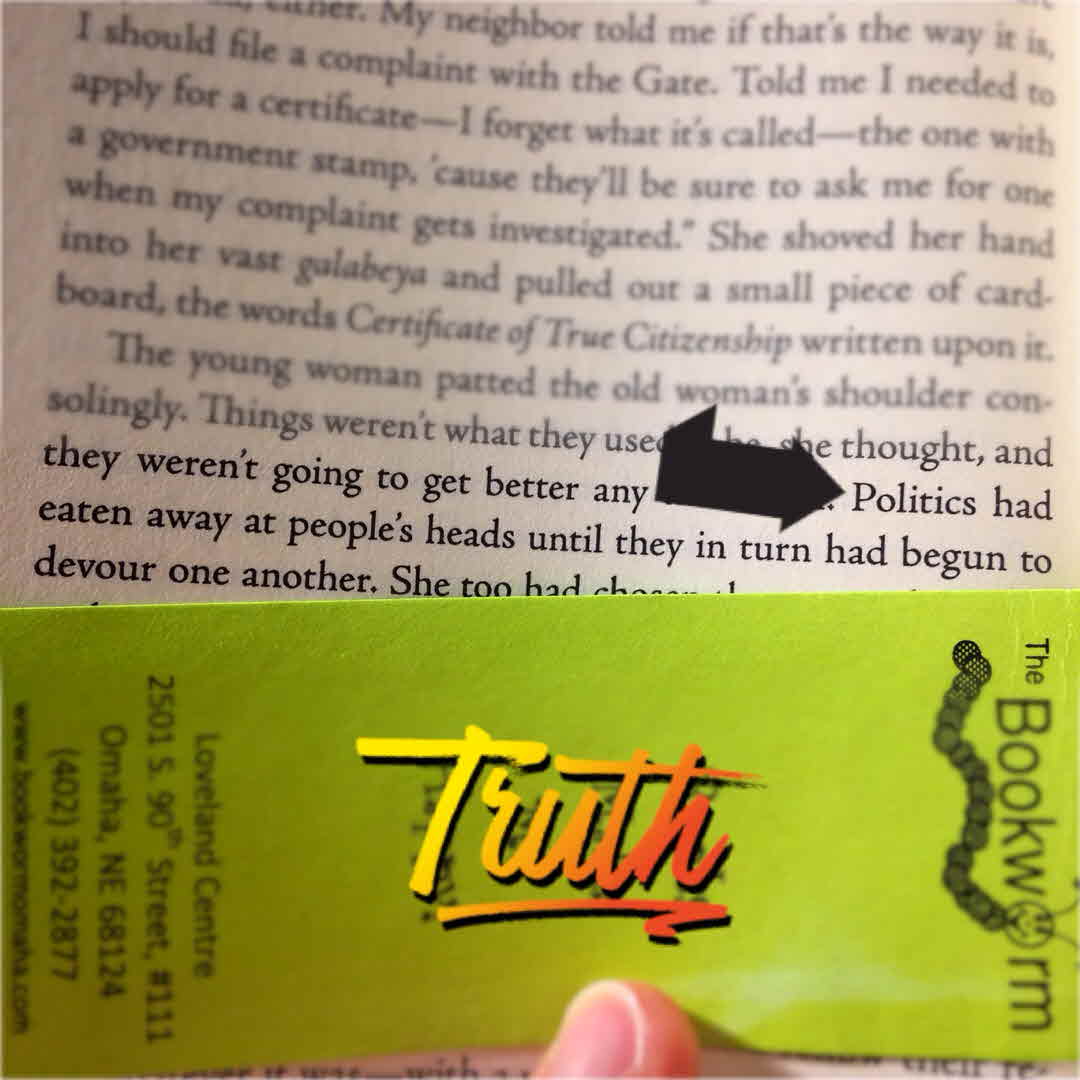 either. My neighbor told me if that's the way it is,
I should file a complaint with the Gate. Told me I needed to
apply for a certificate—I forget what it's called—the one with
a government stamp, 'cause they'll be sure to ask me for one
when my complaint gets investigated." She shoved her hand
into her vast galabeya and pulled out a small piece of card-
board, the words Certificate of True Citizenship written upon it.
The young woman patted the old woman's shoulder con-
solingly. Things weren't what they used be, she thought, and
they weren't going to get better any Politics had
eaten away at people's heads until they in turn had begun to
devour one another. She too had chosen
The Bookworm
Truth
Loveland Centre
2501 S. 90th Street, #111
Omaha, NE 68124
(402) 392-2877
www.bookwormomaha.com
it was—with a
their re-